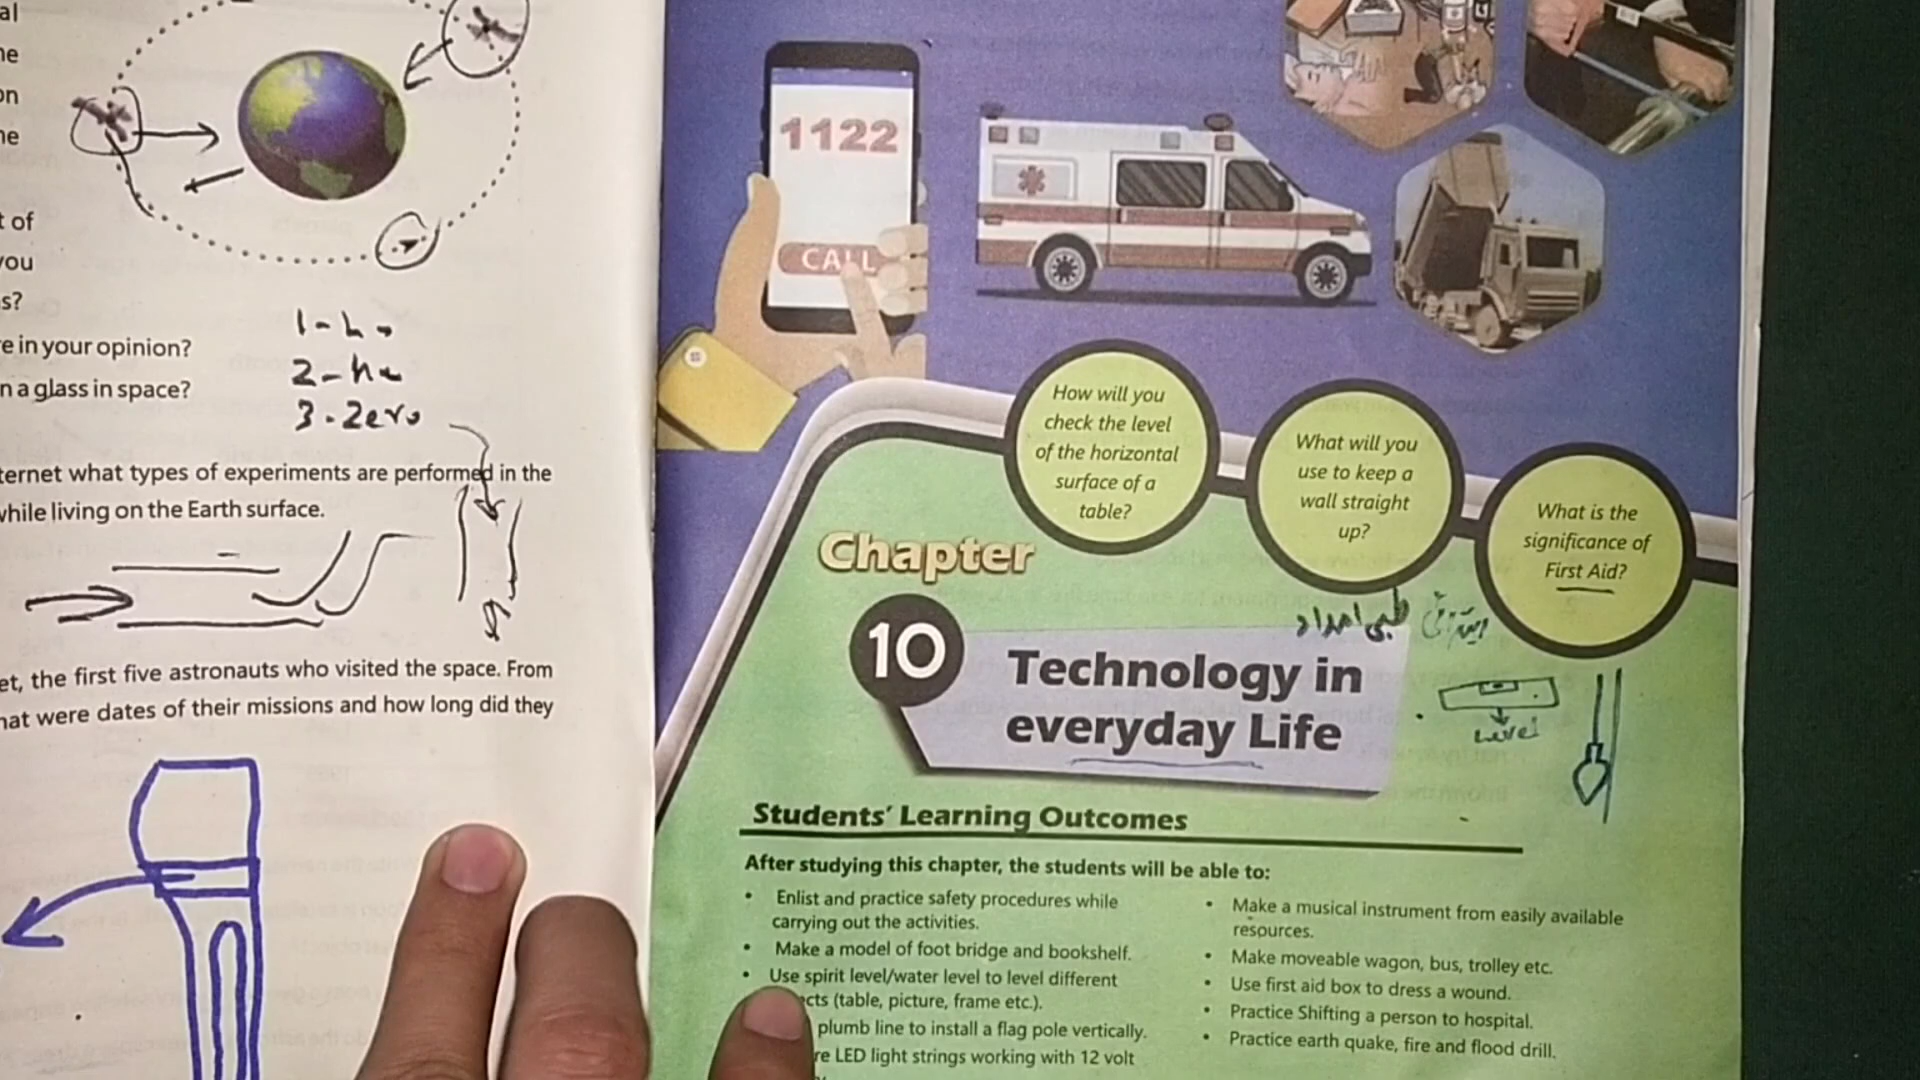 al
ne
on
ne
t of
you
s?
e in your opinion?
n a glass in space?
1 -
2 -
3 - Zero
ternet what types of experiments are performed in the
while living on the Earth surface.
et, the first five astronauts who visited the space. From
hat were dates of their missions and how long did they
1122
CALL
How will you
check the level
of the horizontal
surface of a
table?
What will you
use to keep a
wall straight
up?
What is the
significance of
First Aid?
ابتدائی طبی امداد
Chapter
10
Technology in
everyday Life
Level
Students' Learning Outcomes
After studying this chapter, the students will be able to:
• Enlist and practice safety procedures while
carrying out the activities.
• Make a model of foot bridge and bookshelf.
• Use spirit level/water level to level different
cts (table, picture, frame etc.).
plumb line to install a flag pole vertically.
re LED light strings working with 12 volt
• Make a musical instrument from easily available
resources.
• Make moveable wagon, bus, trolley etc.
• Use first aid box to dress a wound.
• Practice Shifting a person to hospital.
• Practice earth quake, fire and flood drill.